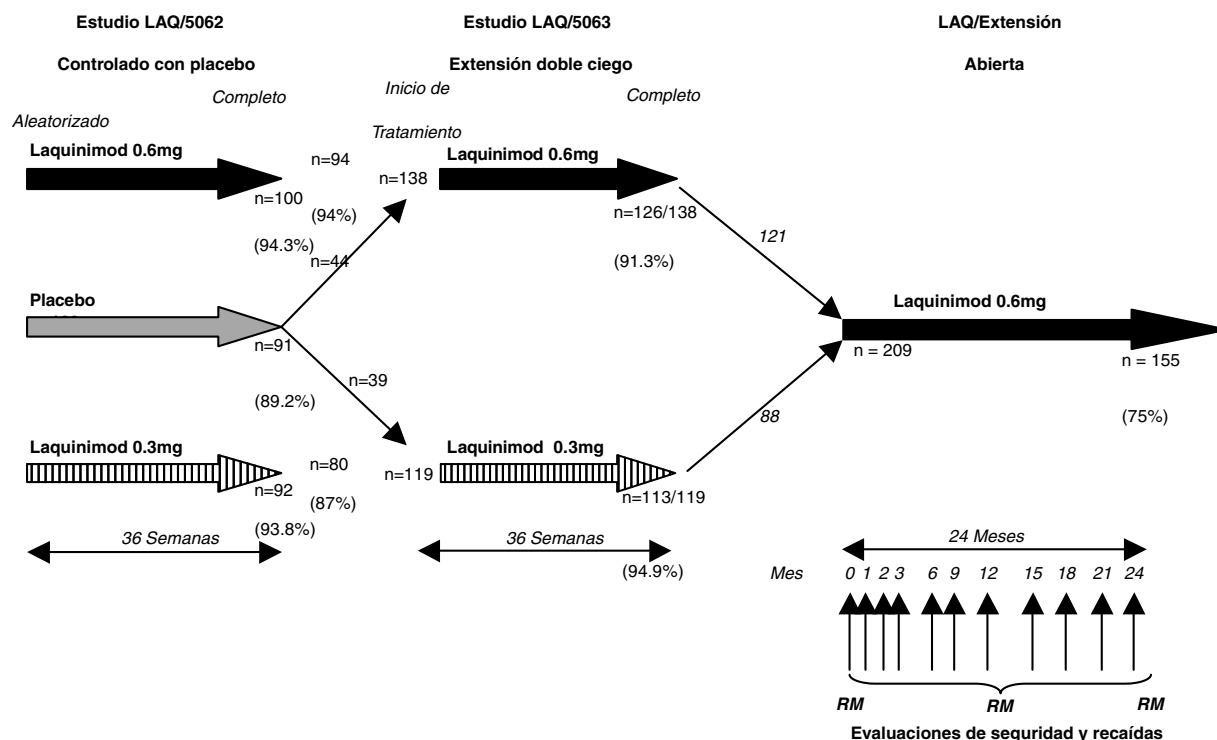 Estudio LAQ/5062
Estudio LAQ/5063
LAQ/Extensión
Controlado con placebo
Extensión doble ciego
Abierta
Completo
Inicio de
Completo
Aleatorizado
Tratamiento
Laquinimod 0.6mg
n=94
Laquinimod 0.6mg
n=138
n=100
(94%)
n=126/138
(94.3%)
n=44
(91.3%)
121
Placebo
Laquinimod 0.6mg
n=91
n = 209
n = 155
n=39
(89.2%)
88
(75%)
Laquinimod 0.3mg
n=80
Laquinimod 0.3mg
n=119
n=92
(87%)
n=113/119
(93.8%)
36 Semanas
36 Semanas
(94.9%)
24 Meses
Mes 0 1 2 3 6 9 12 15 18 21 24
RM RM RM
Evaluaciones de seguridad y recaídas